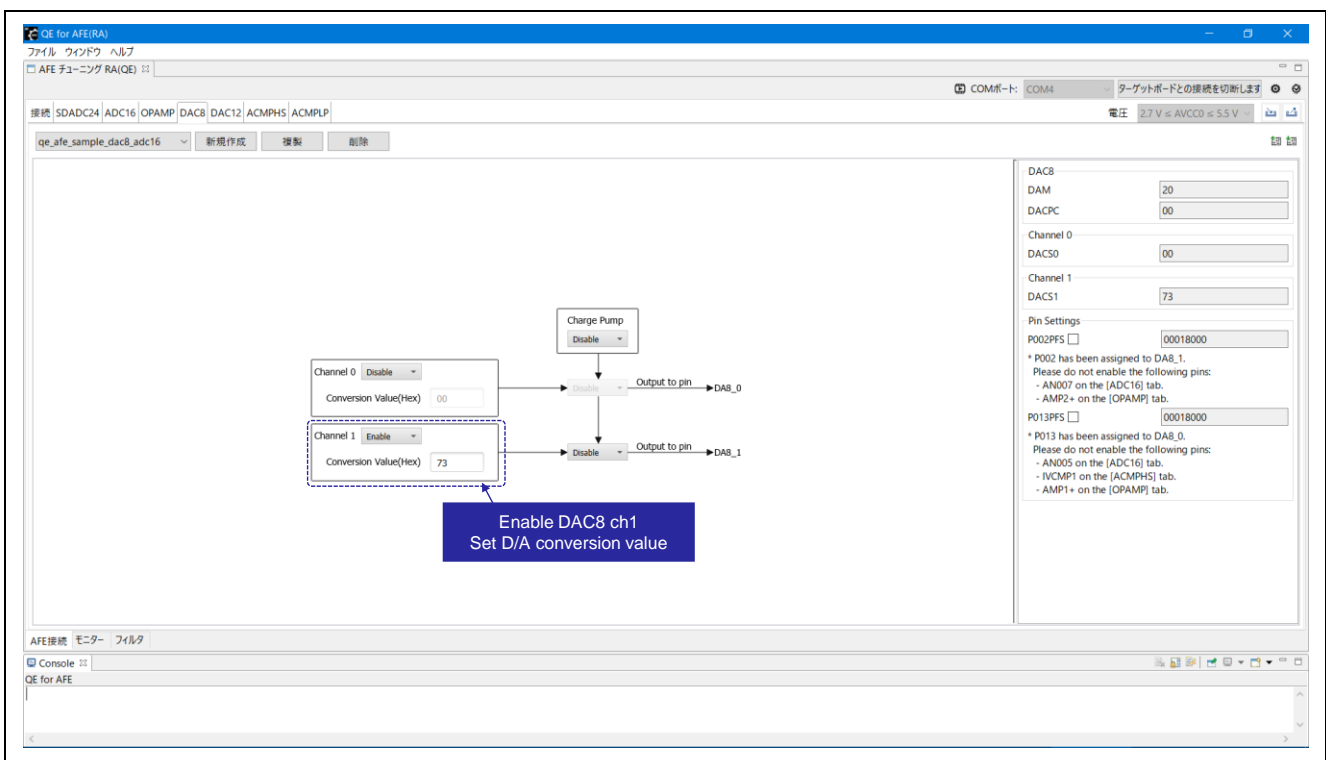 QE for AFE(RA)
ファイル ウィンドウ ヘルプ
AFE チューニング RA(QE)
COMポート: COM4 ターゲットボードとの接続を切断します
接続 SDADC24 ADC16 OPAMP DAC8 DAC12 ACMPHS ACMPLP
電圧 2.7 V ≤ AVCC0 ≤ 5.5 V
qe_afe_sample_dac8_adc16 新規作成 複製 削除
Charge Pump
Disable
Channel 0 Disable
Conversion Value(Hex) 00
Disable Output to pin DA8_0
Channel 1 Enable
Conversion Value(Hex) 73
Disable Output to pin DA8_1
Enable DAC8 ch1
Set D/A conversion value
DAC8
DAM 20
DACPC 00
Channel 0
DACS0 00
Channel 1
DACS1 73
Pin Settings
P002PFS 00018000
* P002 has been assigned to DA8_1.
Please do not enable the following pins:
- AN007 on the [ADC16] tab.
- AMP2+ on the [OPAMP] tab.
P013PFS 00018000
* P013 has been assigned to DA8_0.
Please do not enable the following pins:
- AN005 on the [ADC16] tab.
- IVCMP1 on the [ACMPHS] tab.
- AMP1+ on the [OPAMP] tab.
AFE接続 モニター フィルタ
Console
QE for AFE